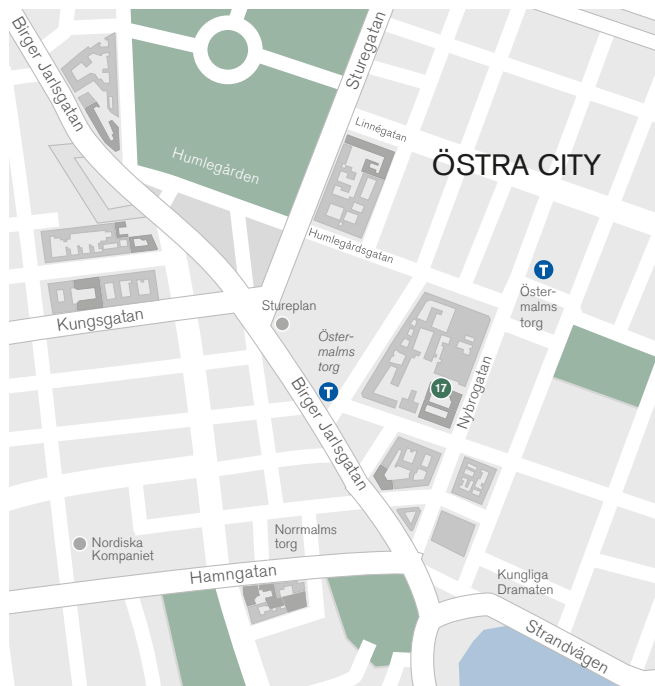 Birger Jarlsgatan
Sturegatan
Linnégatan
ÖSTRA CITY
Humlegården
Humlegårdsgatan
T
Öster-
malms
torg
Stureplan
Kungsgatan
Öster-
malms
torg
T
17
Nybrogatan
Birger Jarlsgatan
Nordiska
Kompaniet
Norrmalms
torg
Hamngatan
Kungliga
Dramaten
Strandvägen